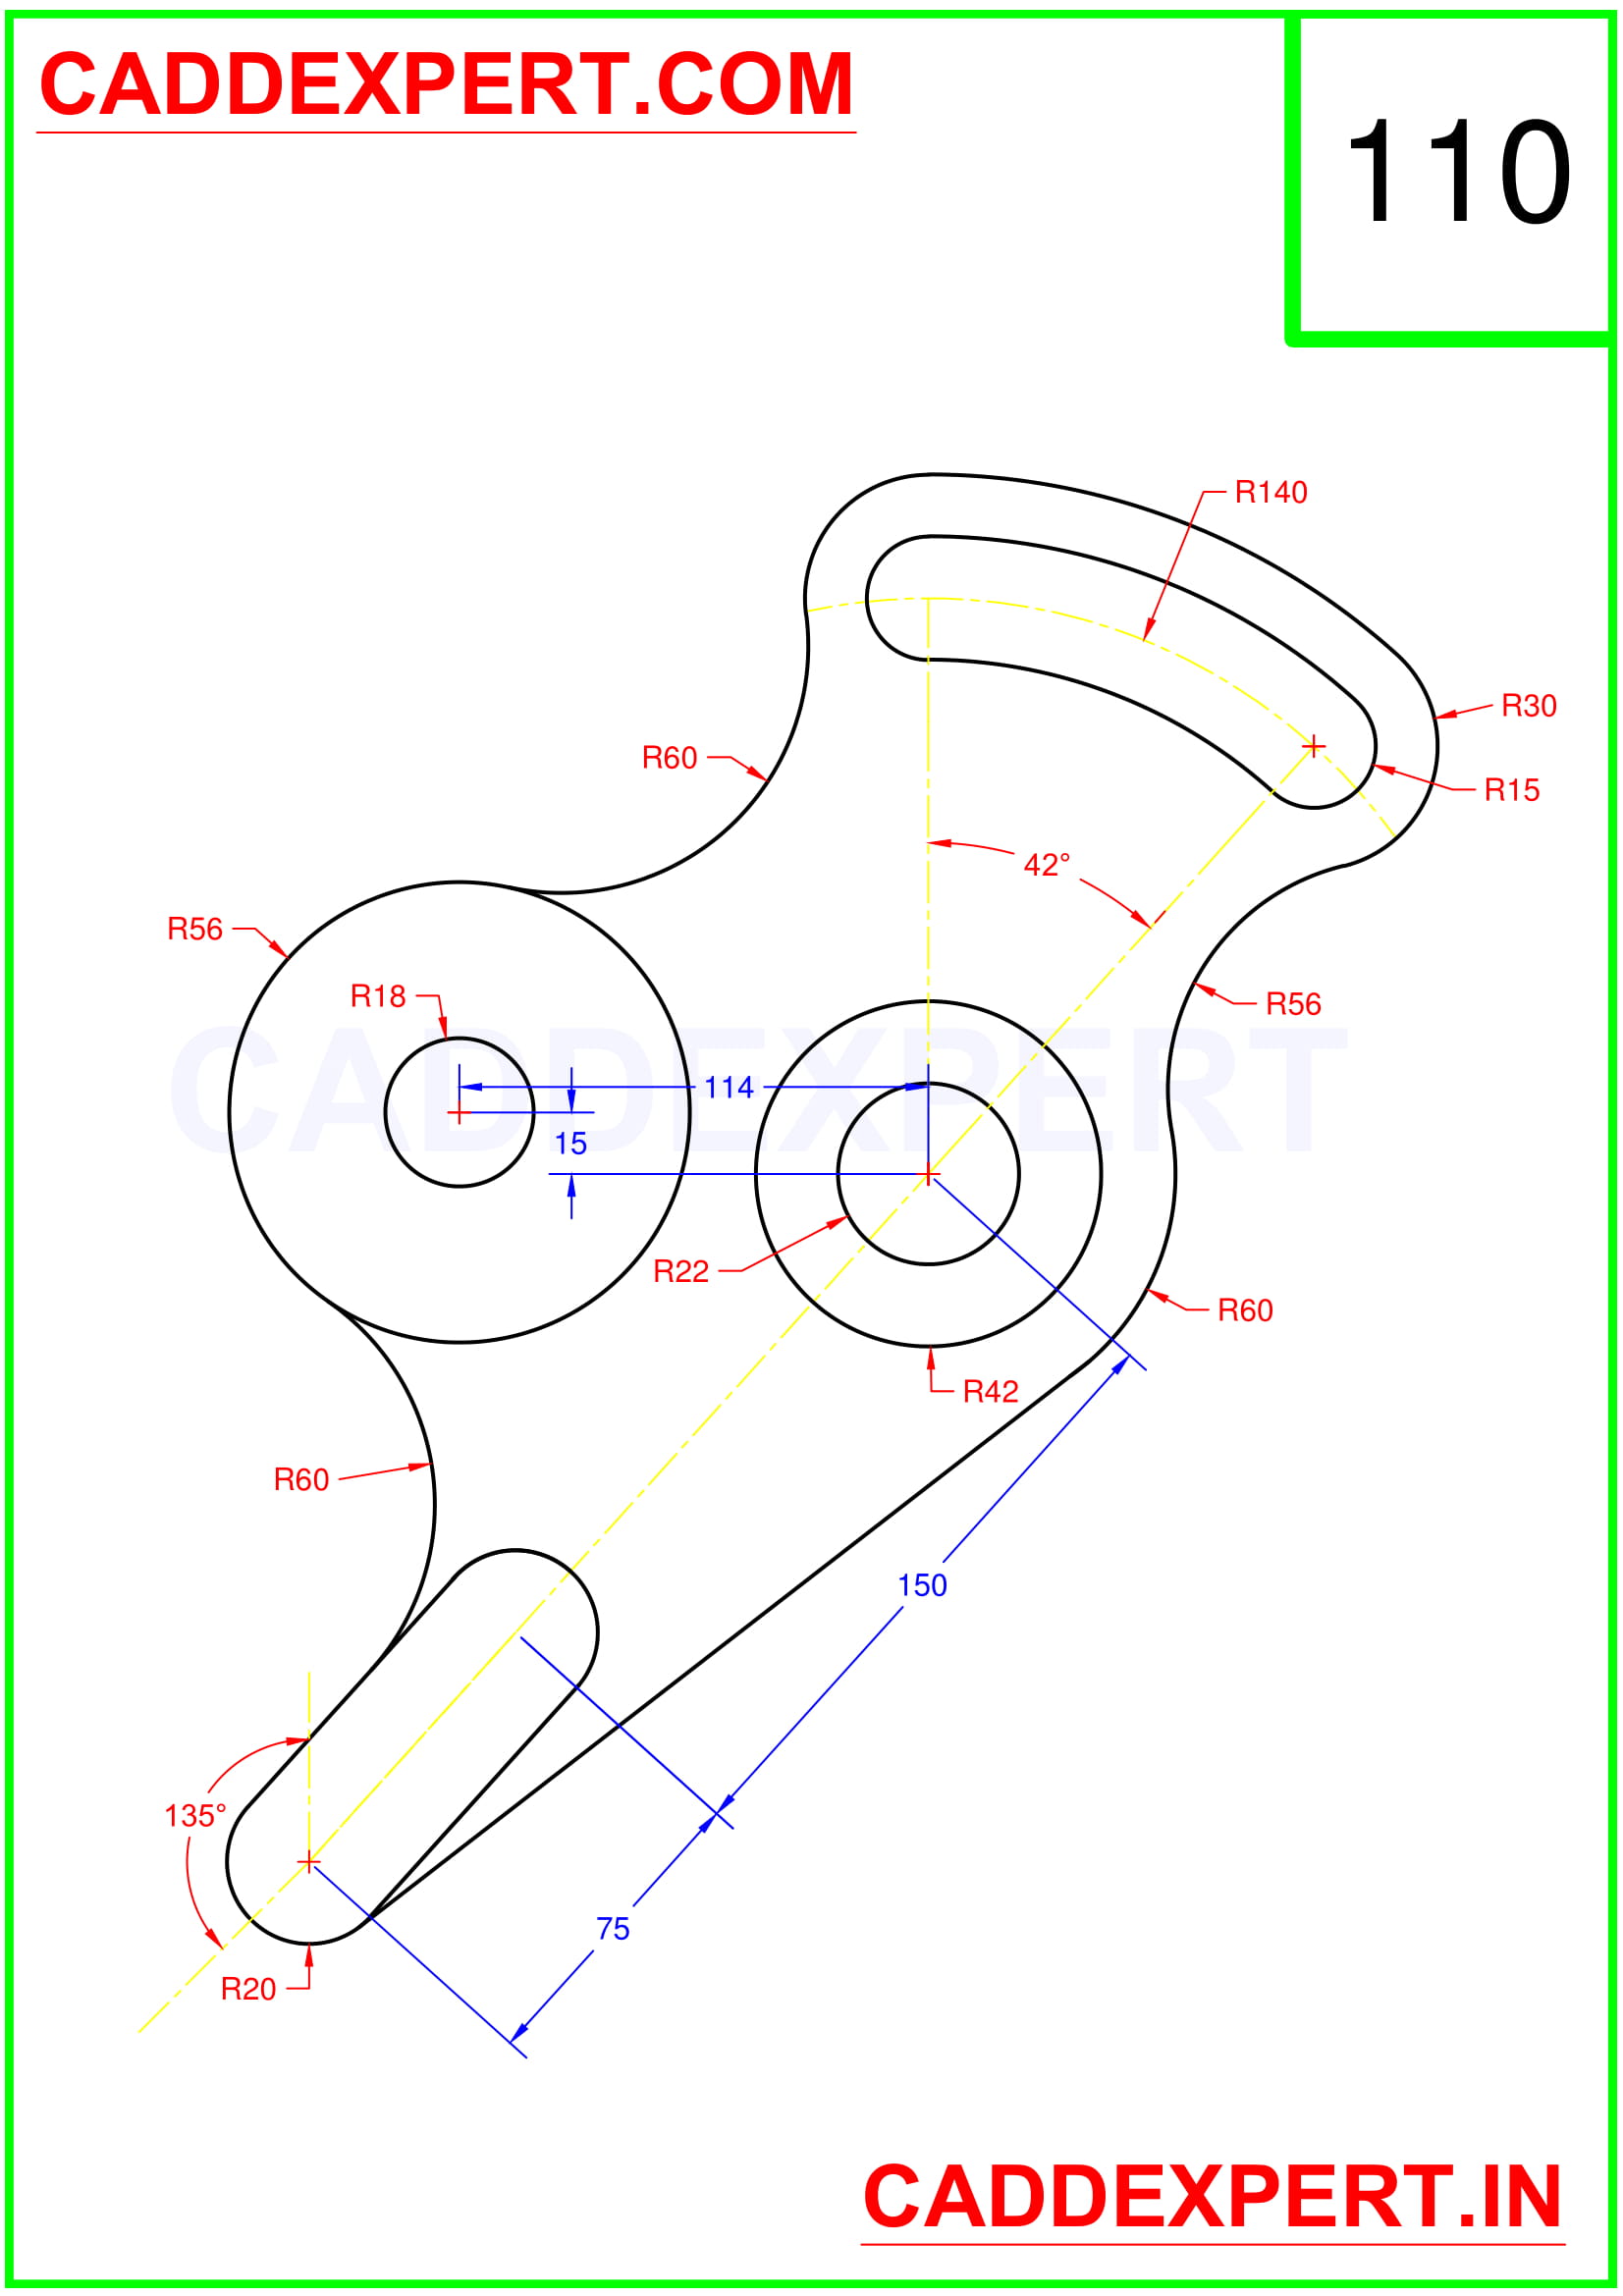 CADDEXPERT.COM
110
R140
R30
R60
R15
42°
R56
R18
R56
CADDEXPERT
114
15
R22
R60
R42
R60
150
135°
75
R20
CADDEXPERT.IN